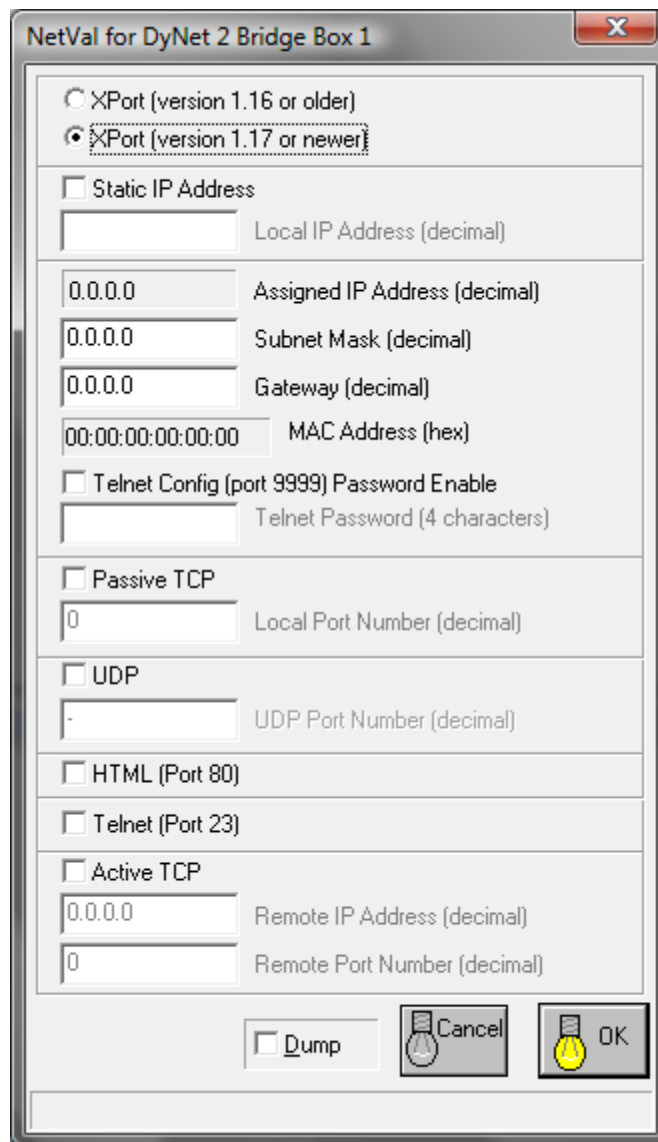 NetVal for DyNet 2 Bridge Box 1
XPort (version 1.16 or older)
XPort (version 1.17 or newer)
Static IP Address
Local IP Address (decimal)
0.0.0.0 Assigned IP Address (decimal)
0.0.0.0 Subnet Mask (decimal)
0.0.0.0 Gateway (decimal)
00:00:00:00:00:00 MAC Address (hex)
Telnet Config (port 9999) Password Enable
Telnet Password (4 characters)
Passive TCP
0 Local Port Number (decimal)
UDP
- UDP Port Number (decimal)
HTML (Port 80)
Telnet (Port 23)
Active TCP
0.0.0.0 Remote IP Address (decimal)
0 Remote Port Number (decimal)
Dump Cancel OK